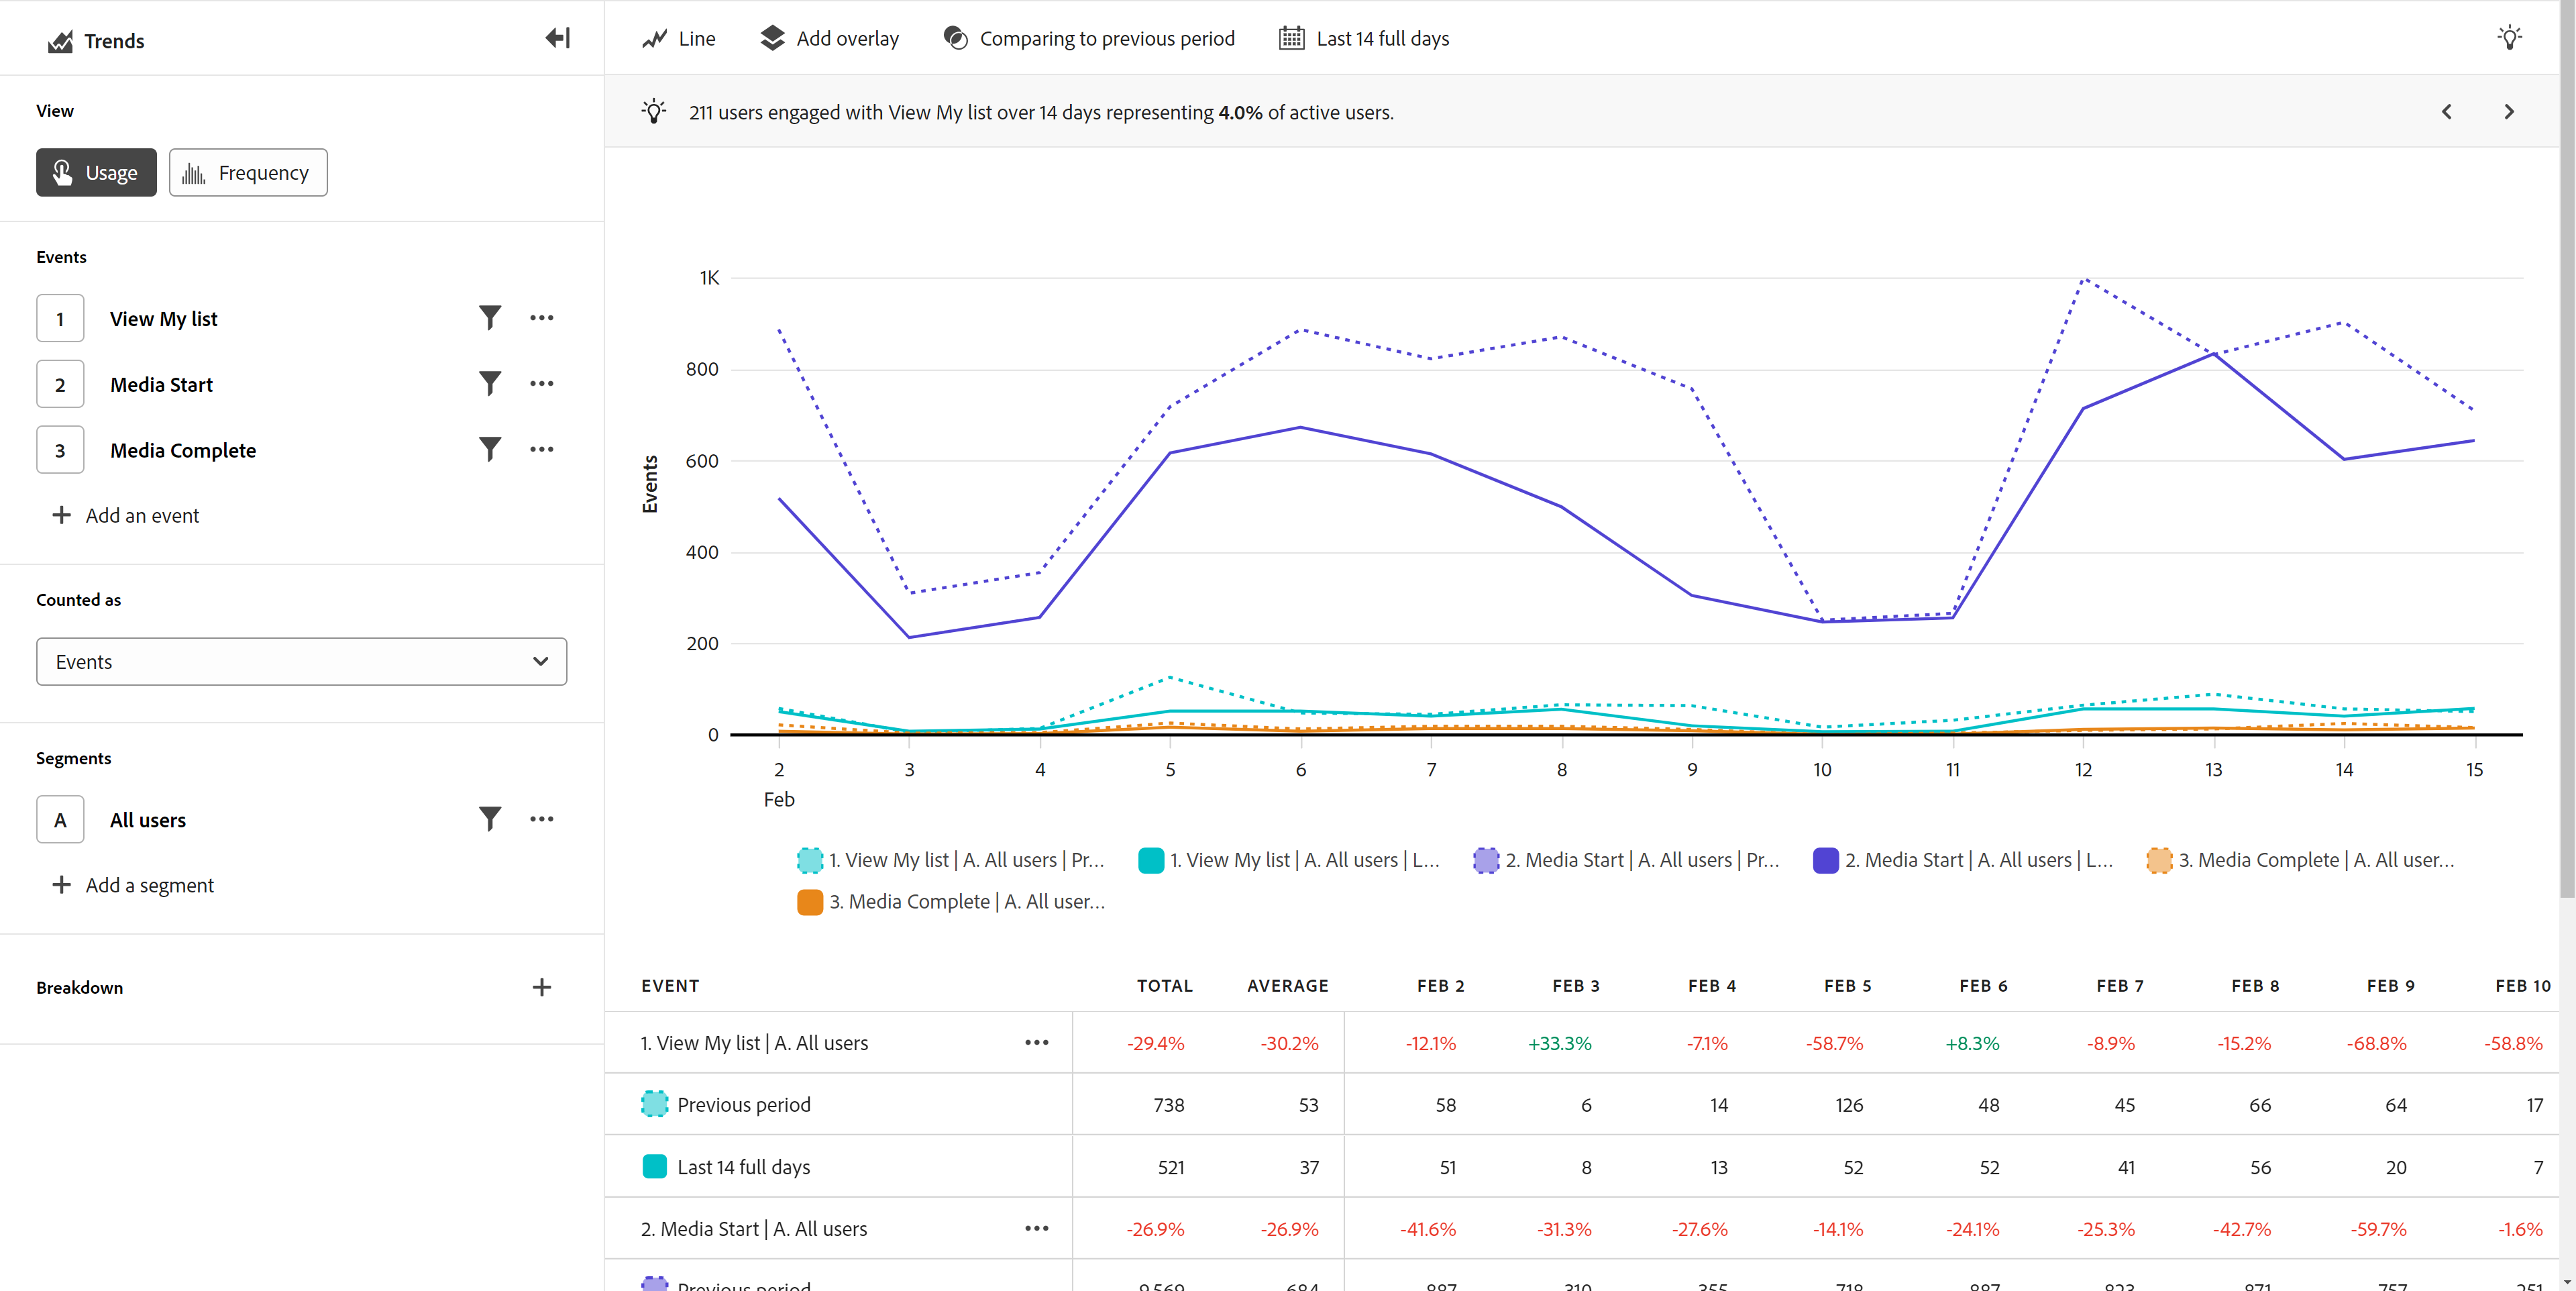 Trends
Line Add overlay Comparing to previous period Last 14 full days
211 users engaged with View My list over 14 days representing 4.0% of active users.
View
Usage Frequency
Events
1 View My list
2 Media Start
3 Media Complete
Add an event
Counted as
Events
Segments
A All users
Add a segment
Breakdown
Events
1K
800
600
400
200
0
2 3 4 5 6 7 8 9 10 11 12 13 14 15
Feb
1. View My list | A. All users | Pr... 1. View My list | A. All users | L... 2. Media Start | A. All users | Pr... 2. Media Start | A. All users | L... 3. Media Complete | A. All user...
3. Media Complete | A. All user...
EVENT TOTAL AVERAGE FEB 2 FEB 3 FEB 4 FEB 5 FEB 6 FEB 7 FEB 8 FEB 9 FEB 10
1. View My list | A. All users -29.4% -30.2% -12.1% +33.3% -7.1% -58.7% +8.3% -8.9% -15.2% -68.8% -58.8%
Previous period 738 53 58 6 14 126 48 45 66 64 17
Last 14 full days 521 37 51 8 13 52 52 41 56 20 7
2. Media Start | A. All users -26.9% -26.9% -41.6% -31.3% -27.6% -14.1% -24.1% -25.3% -42.7% -59.7% -1.6%
Previous period 9,569 684 887 310 355 718 887 823 871 757 251